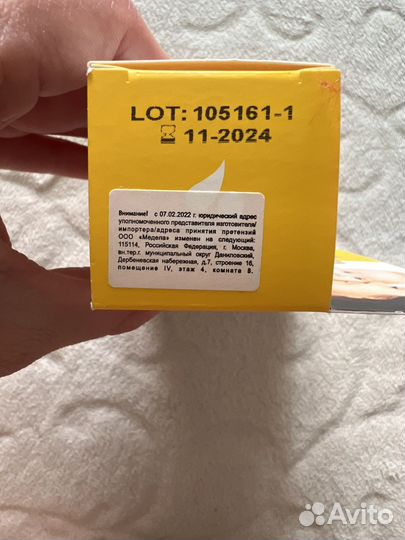 LOT: 105161-1
11-2024
Внимание! с 07.02.2022 г. юридический адрес
уполномоченного представителя изготовителя/
импортера/адреса принятия претензий
ООО «Медела» изменен на следующий:
115114, Российская Федерация, г. Москва,
вн.тер.г. муниципальный округ Даниловский,
Дербеневская набережная, д.7, строение 16,
помещение IV, этаж 4, комната 8.
Avito